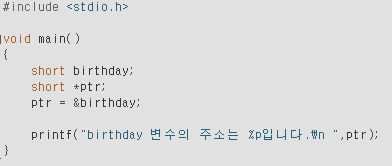 #include <stdio.h>
void main()
{
short birthday;
short *ptr;
ptr = &birthday;
printf("birthday 변수의 주소는 %p입니다.₩n ",ptr);
}